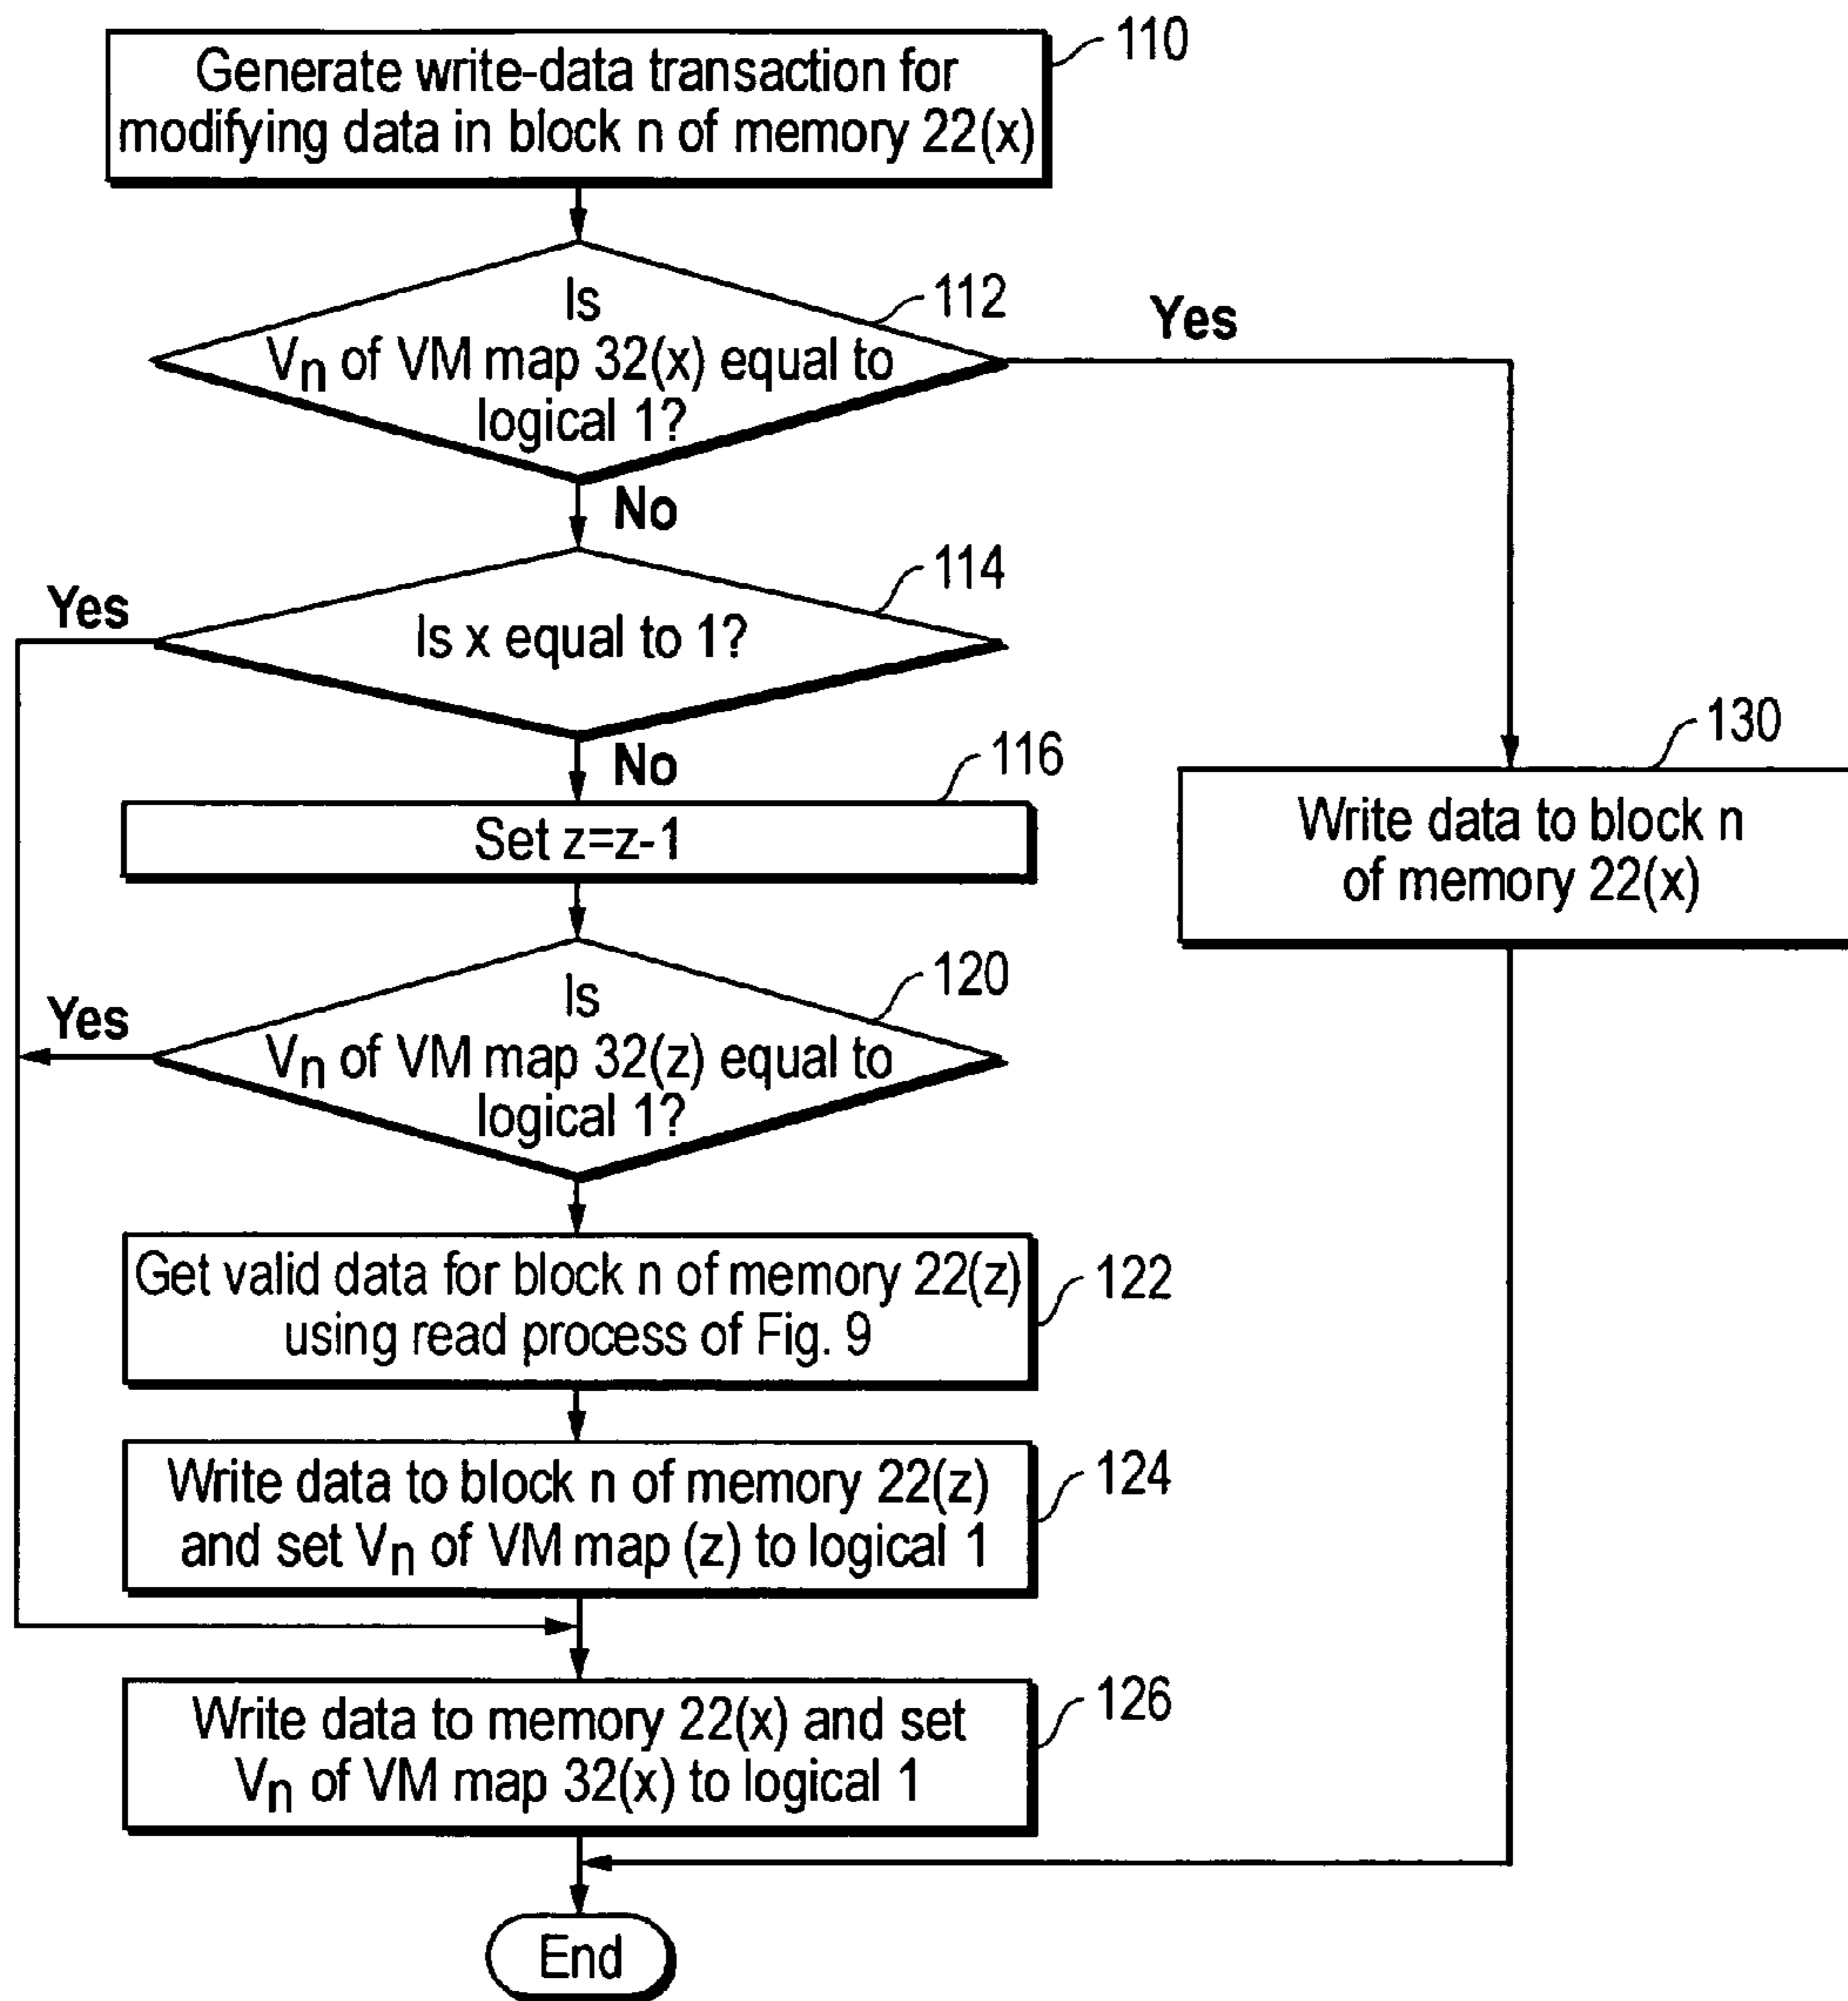 110
Generate write-data transaction for
modifying data in block n of memory 22(x)
112
Is
Vn of VM map 32(x) equal to
logical 1?
Yes
No
114
Yes
Is x equal to 1?
No
116
Set z=z-1
130
Write data to block n
of memory 22(x)
120
Is
Vn of VM map 32(z) equal to
logical 1?
Yes
Get valid data for block n of memory 22(z)
using read process of Fig. 9
122
Write data to block n of memory 22(z)
and set Vn of VM map (z) to logical 1
124
Write data to memory 22(x) and set
Vn of VM map 32(x) to logical 1
126
End